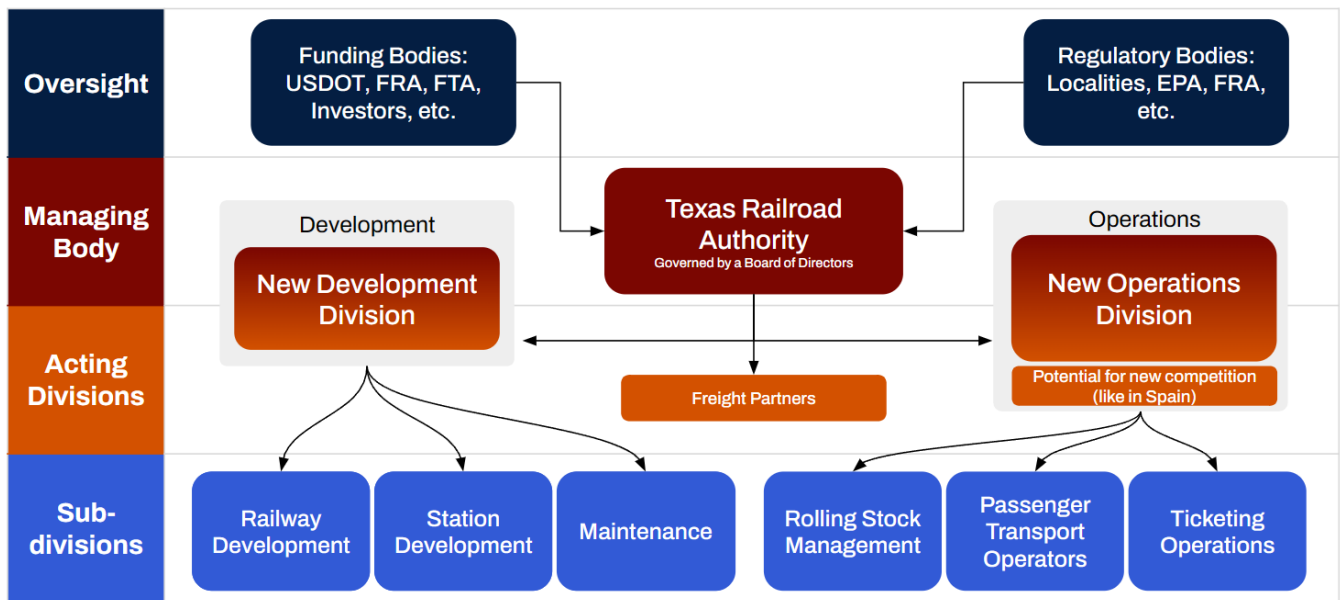 Oversight
Funding Bodies:
USDOT, FRA, FTA,
Investors, etc.
Regulatory Bodies:
Localities, EPA, FRA,
etc.
Managing
Body
Development
New Development
Division
Texas Railroad
Authority
Governed by a Board of Directors
Operations
New Operations
Division
Acting
Divisions
Freight Partners
Potential for new competition
(like in Spain)
Sub-
divisions
Railway
Development
Station
Development
Maintenance
Rolling Stock
Management
Passenger
Transport
Operators
Ticketing
Operations